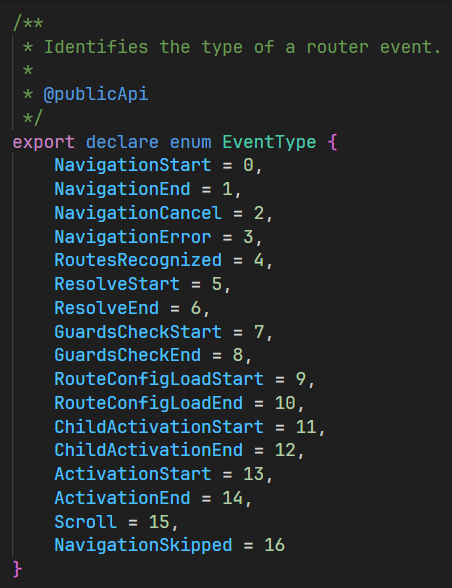 /**
 * Identifies the type of a router event.
 *
 * @publicApi
 */
export declare enum EventType {
    NavigationStart = 0,
    NavigationEnd = 1,
    NavigationCancel = 2,
    NavigationError = 3,
    RoutesRecognized = 4,
    ResolveStart = 5,
    ResolveEnd = 6,
    GuardsCheckStart = 7,
    GuardsCheckEnd = 8,
    RouteConfigLoadStart = 9,
    RouteConfigLoadEnd = 10,
    ChildActivationStart = 11,
    ChildActivationEnd = 12,
    ActivationStart = 13,
    ActivationEnd = 14,
    Scroll = 15,
    NavigationSkipped = 16
}